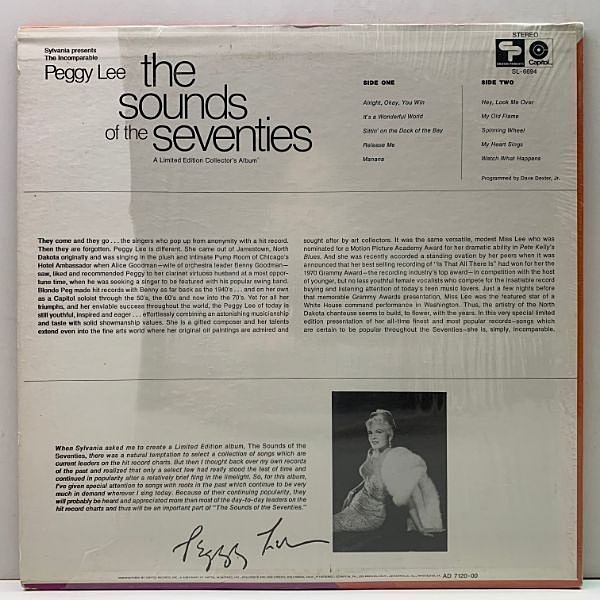 Sylvania presents
The Incomparable
Peggy Lee the
sounds
of the seventies
A Limited Edition Collector's Album
STEREO
Capitol
SL-6694
SIDE ONE
Alright, Okey, You Win
It's a Wonderful World
Sittin' on the Dock of the Bay
Release Me
Manana
SIDE TWO
Hey, Look Me Over
My Old Flame
Spinning Wheel
My Heart Sings
Watch What Happens
Programmed by Dave Dexter, Jr.
They come and they go . . . the singers who pop up from anonymity with a hit record.
Then they are forgotten. Peggy Lee is different. She came out of Jamestown, North
Dakota originally and was singing in the plush and intimate Pump Room of Chicago's
Hotel Ambassador when Alice Goodman—wife of orchestra leader Benny Goodman—
saw, liked and recommended Peggy to her clarinet virtuoso husband at a most oppor-
tune time, when he was seeking a singer to be featured with his popular swing band.
Blonde Peg made hit records with Benny as far back as the 1940's . . . and on her own
as a Capitol soloist through the 50's, the 60's and now into the 70's. Yet for all her
triumphs, and her enviable success throughout the world, the Peggy Lee of today is
still youthful, inspired and eager . . . effortlessly combining an astonishing musicianship
and taste with solid showmanship values. She is a gifted composer and her talents
extend even into the fine arts world where her original oil paintings are admired and
sought after by art collectors. It was the same versatile, modest Miss Lee who was
nominated for a Motion Picture Academy Award for her dramatic ability in Pete Kelly's
Blues. And she was recently accorded a standing ovation by her peers when it was
announced that her best selling recording of "Is That All There Is" had won for her the
1970 Grammy Award—the recording industry's top award—in competition with the host
of younger, but no less youthful female vocalists who compete for the insatiable record
buying and listening attention of today's teen music lovers. Just a few nights before
that memorable Grammy Awards presentation, Miss Lee was the featured star of a
White House command performance in Washington. Thus, the artistry of the North
Dakota chanteuse seems to build, to flower, with the years. In this very special limited
edition presentation of her all-time finest and most popular records—songs which
are certain to be popular throughout the Seventies—she is, simply, incomparable.
When Sylvania asked me to create a Limited Edition album, The Sounds of the
Seventies, there was a natural temptation to select a collection of songs which are
current leaders on the hit record charts. But then I thought back over my own records
of the past and realized that only a select few had really stood the test of time and
continued in popularity after a relatively brief fling in the limelight. So, for this album,
I've given special attention to songs with roots in the past which continue to be very
much in demand wherever I sing today. Because of their continuing popularity, they
will probably be heard and appreciated more than most of the day-to-day leaders on the
hit record charts and thus will be an important part of "The Sounds of the Seventies."
Peggy Lee
AD 7120-00